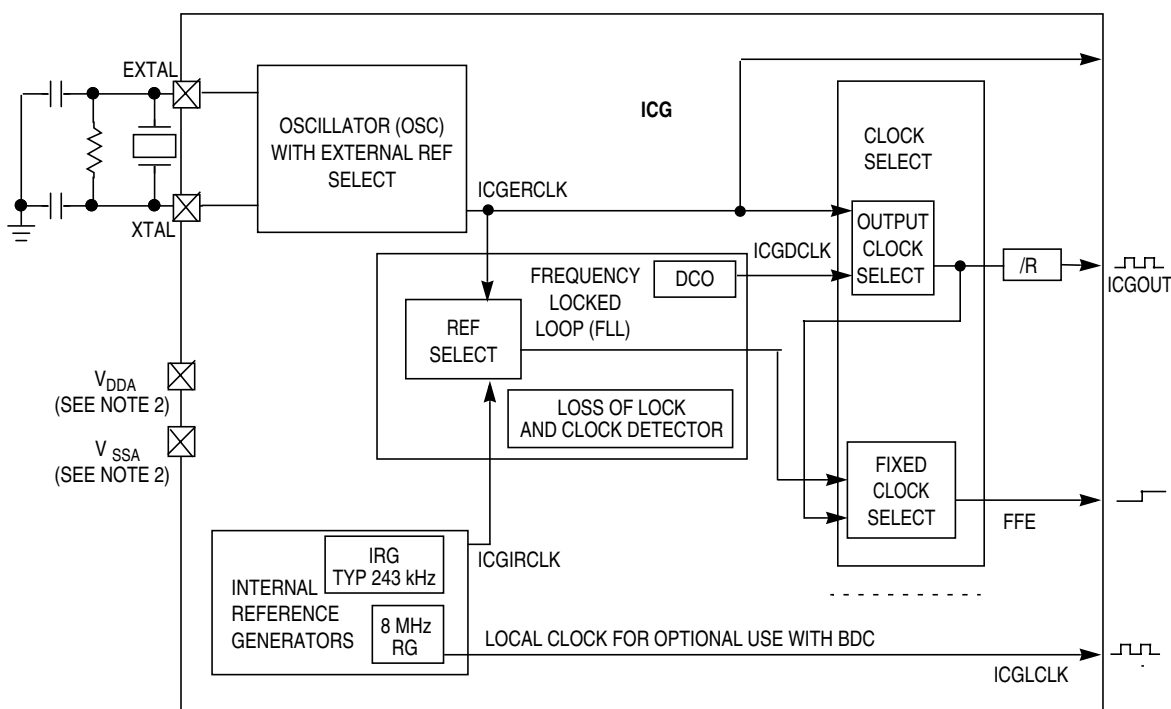 EXTAL
XTAL
OSCILLATOR (OSC)
WITH EXTERNAL REF
SELECT
ICG
ICGERCLK
CLOCK
SELECT
OUTPUT
CLOCK
SELECT
/R
ICGOUT
ICGDCLK
DCO
FREQUENCY
LOCKED
LOOP (FLL)
REF
SELECT
LOSS OF LOCK
AND CLOCK DETECTOR
VDDA
(SEE NOTE 2)
V SSA
(SEE NOTE 2)
FIXED
CLOCK
SELECT
FFE
ICGIRCLK
IRG
TYP 243 kHz
INTERNAL
REFERENCE
GENERATORS
8 MHz
RG
LOCAL CLOCK FOR OPTIONAL USE WITH BDC
ICGLCLK